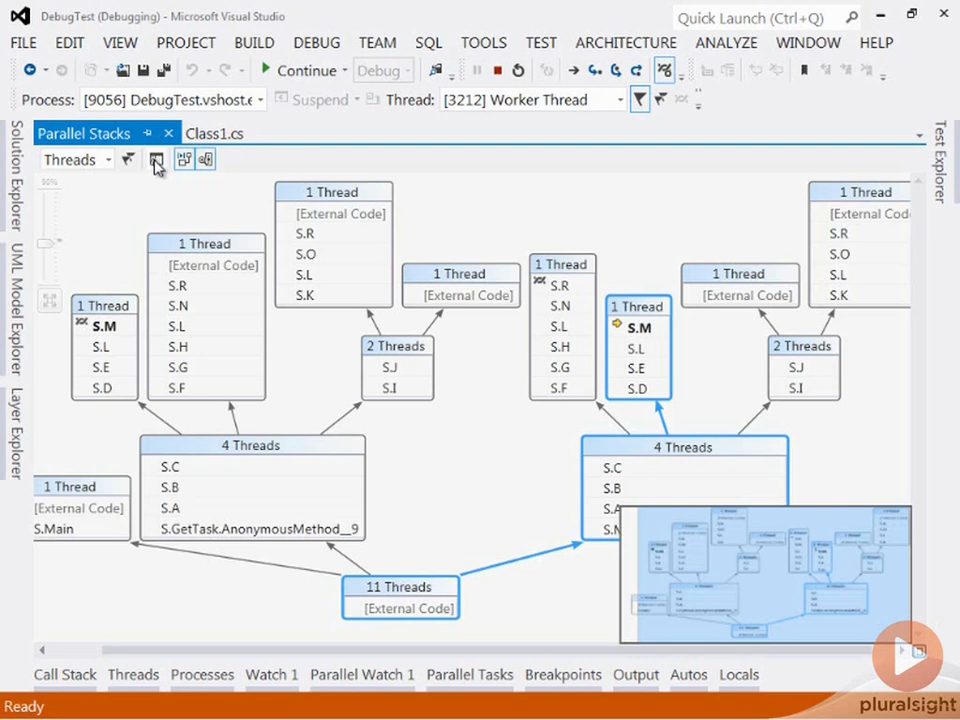 DebugTest (Debugging) - Microsoft Visual Studio
Quick Launch (Ctrl+Q)
FILE EDIT VIEW PROJECT BUILD DEBUG TEAM SQL TOOLS TEST ARCHITECTURE ANALYZE WINDOW HELP
Continue Debug
Process: [9056] DebugTest.vshost.e Suspend Thread: [3212] Worker Thread
Parallel Stacks Class1.cs
Threads
Solution Explorer
UML Model Explorer
Layer Explorer
Test Explorer
90%
1 Thread
S.M
S.L
S.E
S.D
1 Thread
[External Code]
S.R
S.N
S.L
S.H
S.G
S.F
1 Thread
[External Code]
S.R
S.O
S.L
S.K
1 Thread
[External Code]
2 Threads
S.J
S.I
1 Thread
S.R
S.N
S.L
S.H
S.G
S.F
1 Thread
S.M
S.L
S.E
S.D
1 Thread
[External Code]
1 Thread
[External Cod
S.R
S.O
S.L
S.K
2 Threads
S.J
S.I
1 Thread
[External Code]
S.Main
4 Threads
S.C
S.B
S.A
S.GetTask.AnonymousMethod__9
4 Threads
S.C
S.B
11 Threads
[External Code]
Call Stack Threads Processes Watch 1 Parallel Watch 1 Parallel Tasks Breakpoints Output Autos Locals
Ready
pluralsight